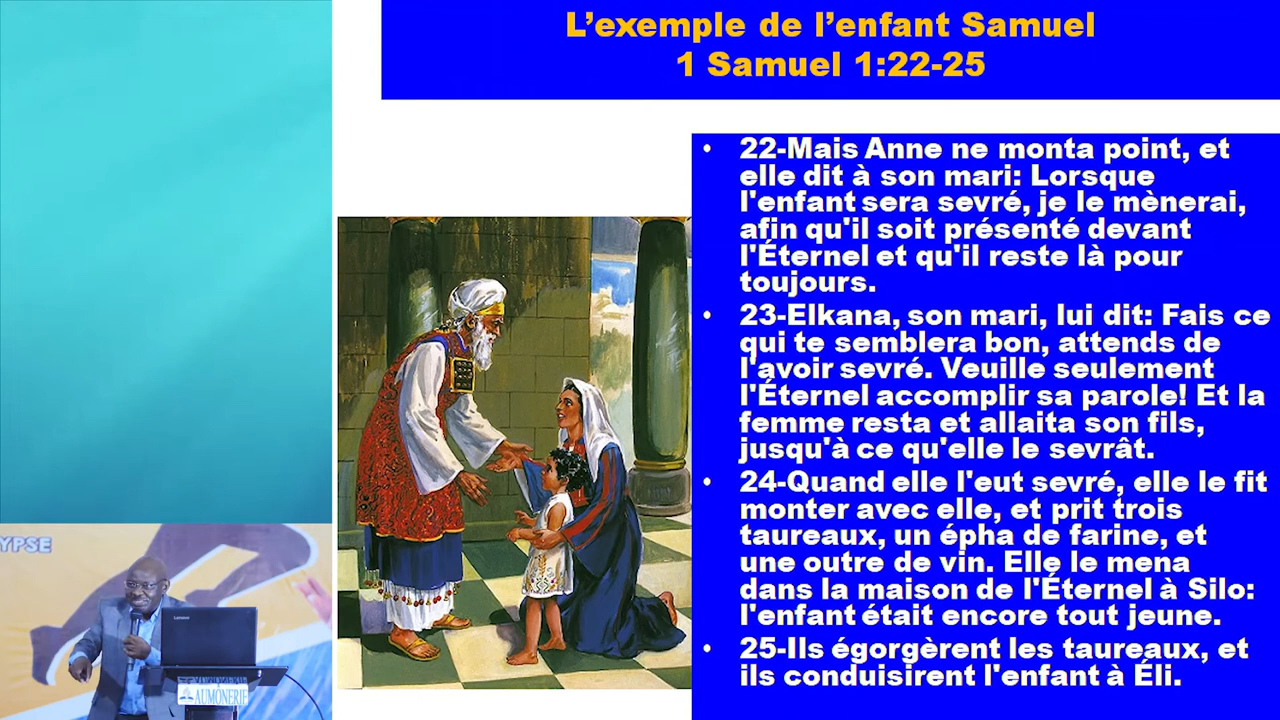 L’exemple de l’enfant Samuel
1 Samuel 1:22-25
• 22-Mais Anne ne monta point, et
elle dit à son mari: Lorsque
l'enfant sera sevré, je le mènerai,
afin qu'il soit présenté devant
l'Éternel et qu'il reste là pour
toujours.
• 23-Elkana, son mari, lui dit: Fais ce
qui te semblera bon, attends de
l'avoir sevré. Veuille seulement
l'Éternel accomplir sa parole! Et la
femme resta et allaita son fils,
jusqu'à ce qu'elle le sevrât.
• 24-Quand elle l'eut sevré, elle le fit
monter avec elle, et prit trois
taureaux, un épha de farine, et
une outre de vin. Elle le mena
dans la maison de l'Éternel à Silo:
l'enfant était encore tout jeune.
• 25-Ils égorgèrent les taureaux, et
ils conduisirent l'enfant à Éli.
YPSE
Lenovo
AUMÔNERIE